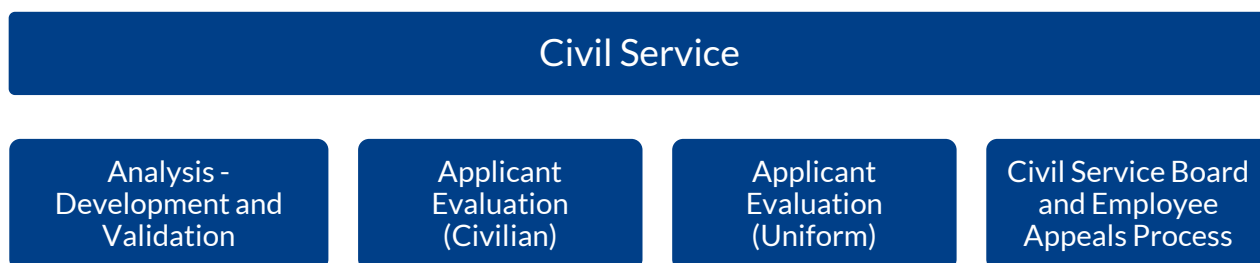 Civil Service
Analysis -
Development and
Validation
Applicant
Evaluation
(Civilian)
Applicant
Evaluation
(Uniform)
Civil Service Board
and Employee
Appeals Process